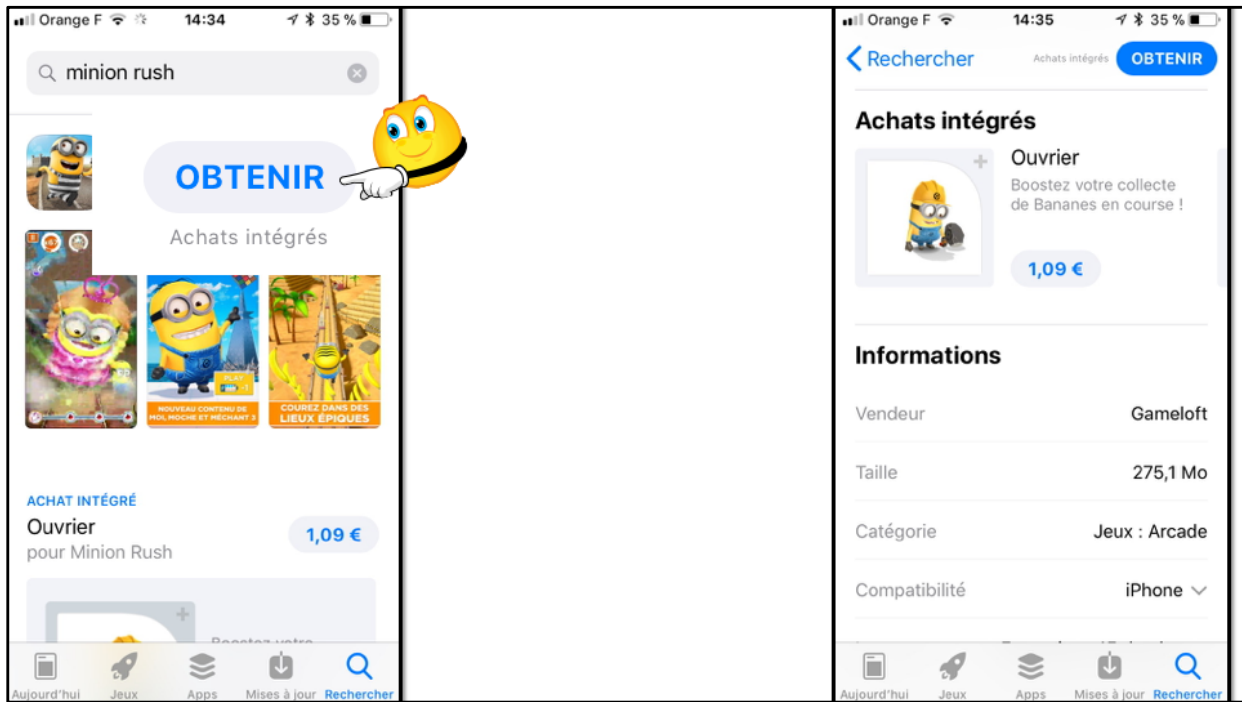 Orange F 14:34 35 %
minion rush
OBTENIR
Achats intégrés
PLAY
NOUVEAU CONTENU DE
MOI, MOCHE ET MÉCHANT 3
COUREZ DANS DES
LIEUX ÉPIQUES
ACHAT INTÉGRÉ
Ouvrier
1,09 €
pour Minion Rush
Boostez votre
Aujourd'hui Jeux Apps Mises à jour Rechercher
Orange F 14:35 35 %
Rechercher Achats intégrés OBTENIR
Achats intégrés
Ouvrier
Boostez votre collecte
de Bananes en course !
1,09 €
Informations
Vendeur Gameloft
Taille 275,1 Mo
Catégorie Jeux : Arcade
Compatibilité iPhone
Aujourd'hui Jeux Apps Mises à jour Rechercher